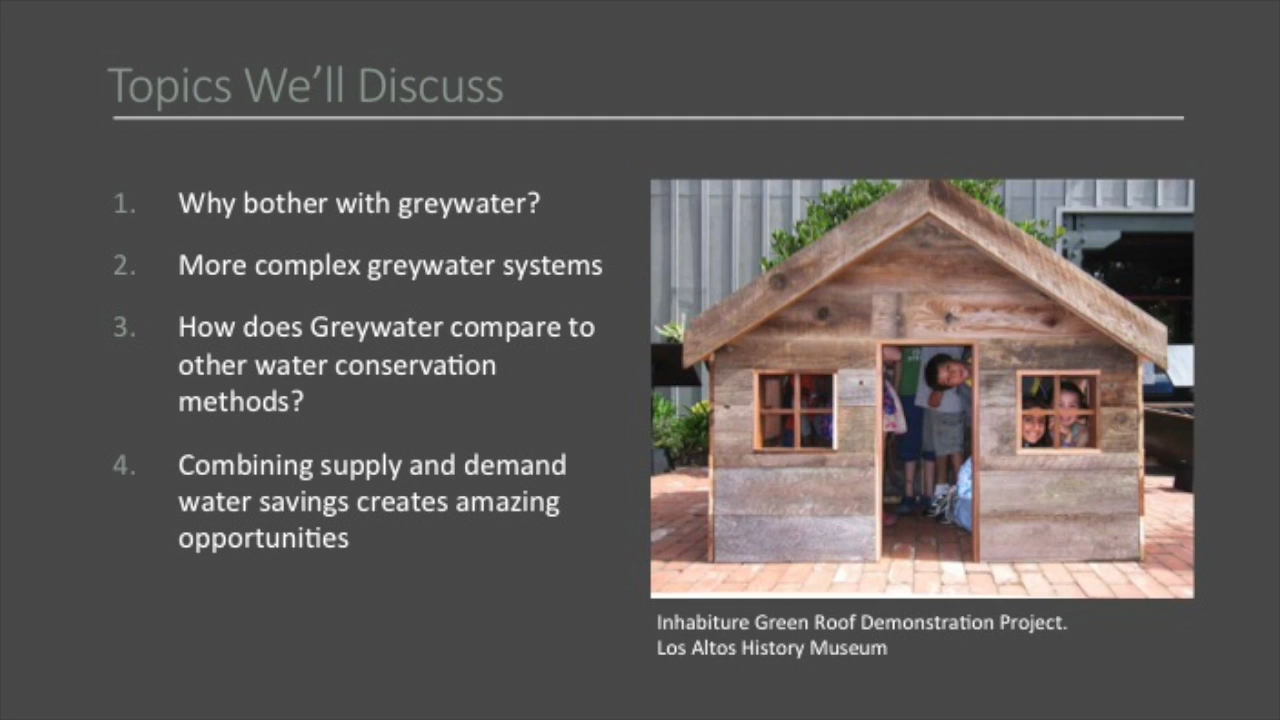 Topics We'll Discuss
1. Why bother with greywater?
2. More complex greywater systems
3. How does Greywater compare to
other water conservation
methods?
4. Combining supply and demand
water savings creates amazing
opportunities
Inhabiture Green Roof Demonstration Project.
Los Altos History Museum